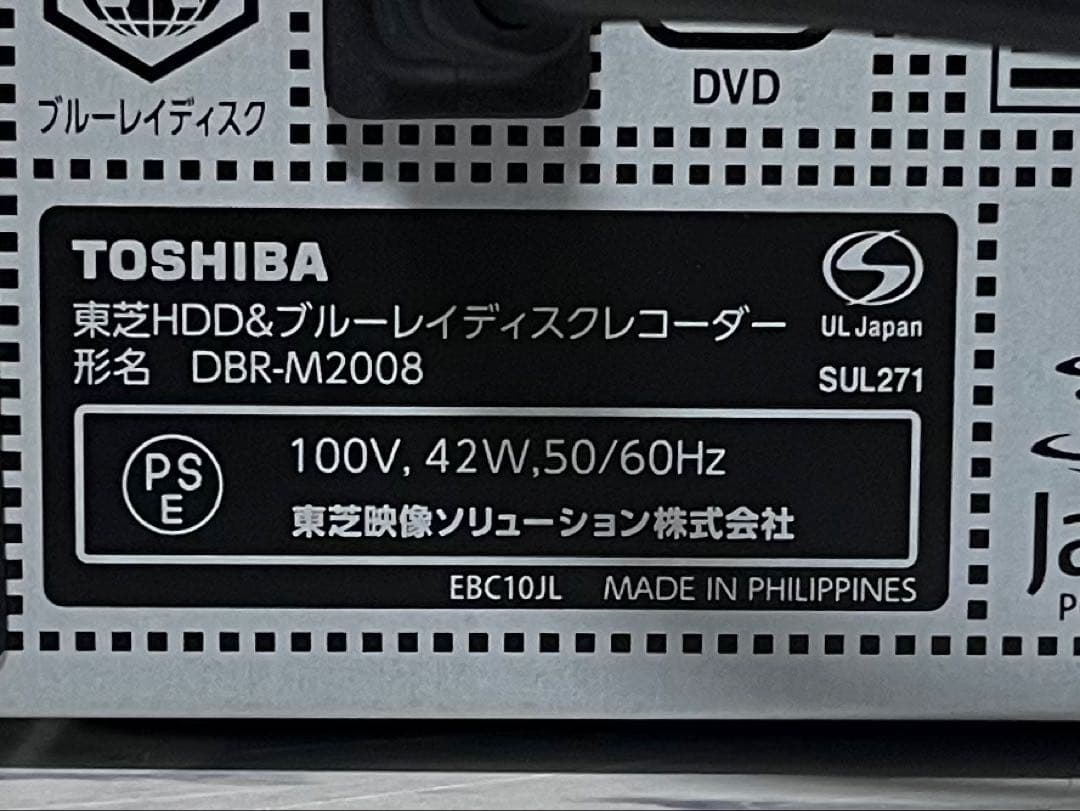 ブルーレイディスク
DVD
TOSHIBA
東芝HDD&ブルーレイディスクレコーダー
UL Japan
形名 DBR-M2008
SUL271
PS
E
100V, 42W,50/60Hz
東芝映像ソリューション株式会社
EBC10JL MADE IN PHILIPPINES